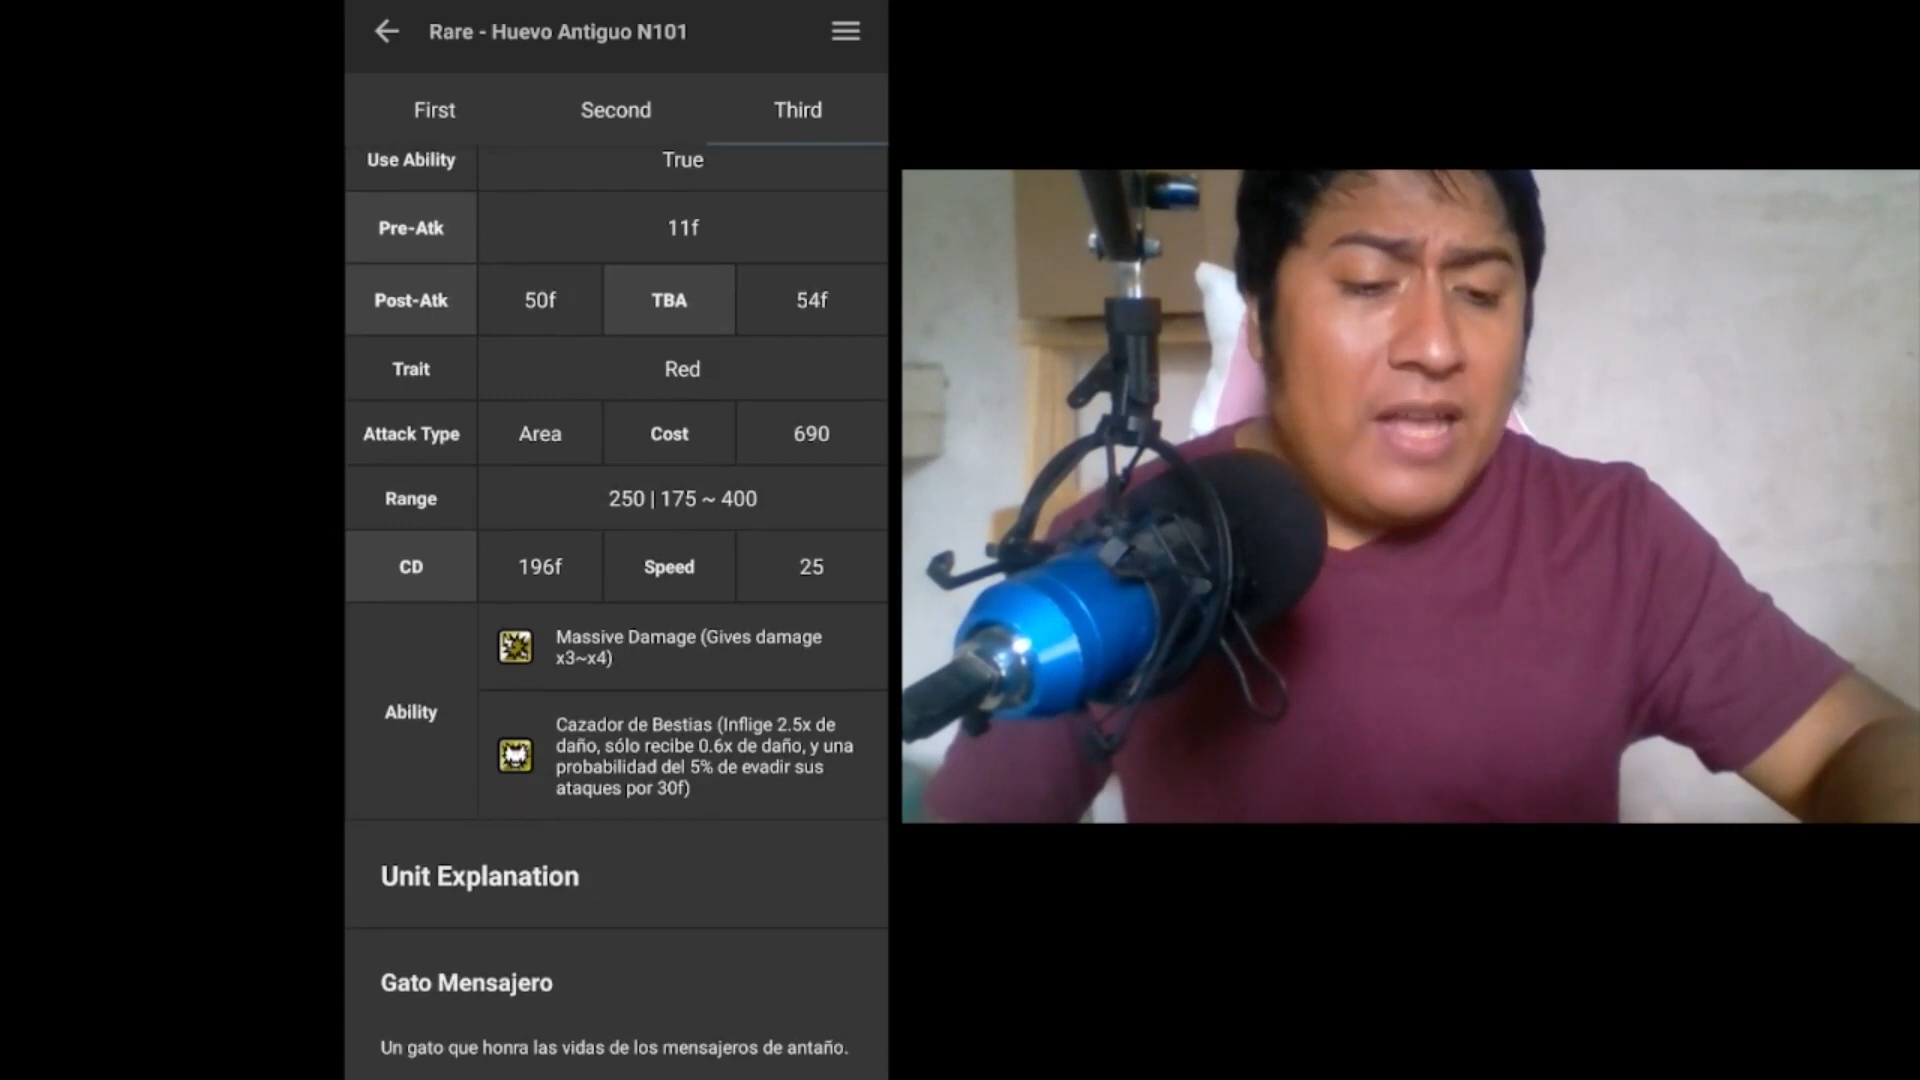 Rare - Huevo Antiguo N101
First Second Third
Use Ability True
Pre-Atk 11f
Post-Atk 50f TBA 54f
Trait Red
Attack Type Area Cost 690
Range 250 | 175 ~ 400
CD 196f Speed 25
Ability
Massive Damage (Gives damage
x3~x4)
Cazador de Bestias (Inflige 2.5x de
daño, sólo recibe 0.6x de daño, y una
probabilidad del 5% de evadir sus
ataques por 30f)
Unit Explanation
Gato Mensajero
Un gato que honra las vidas de los mensajeros de antaño.